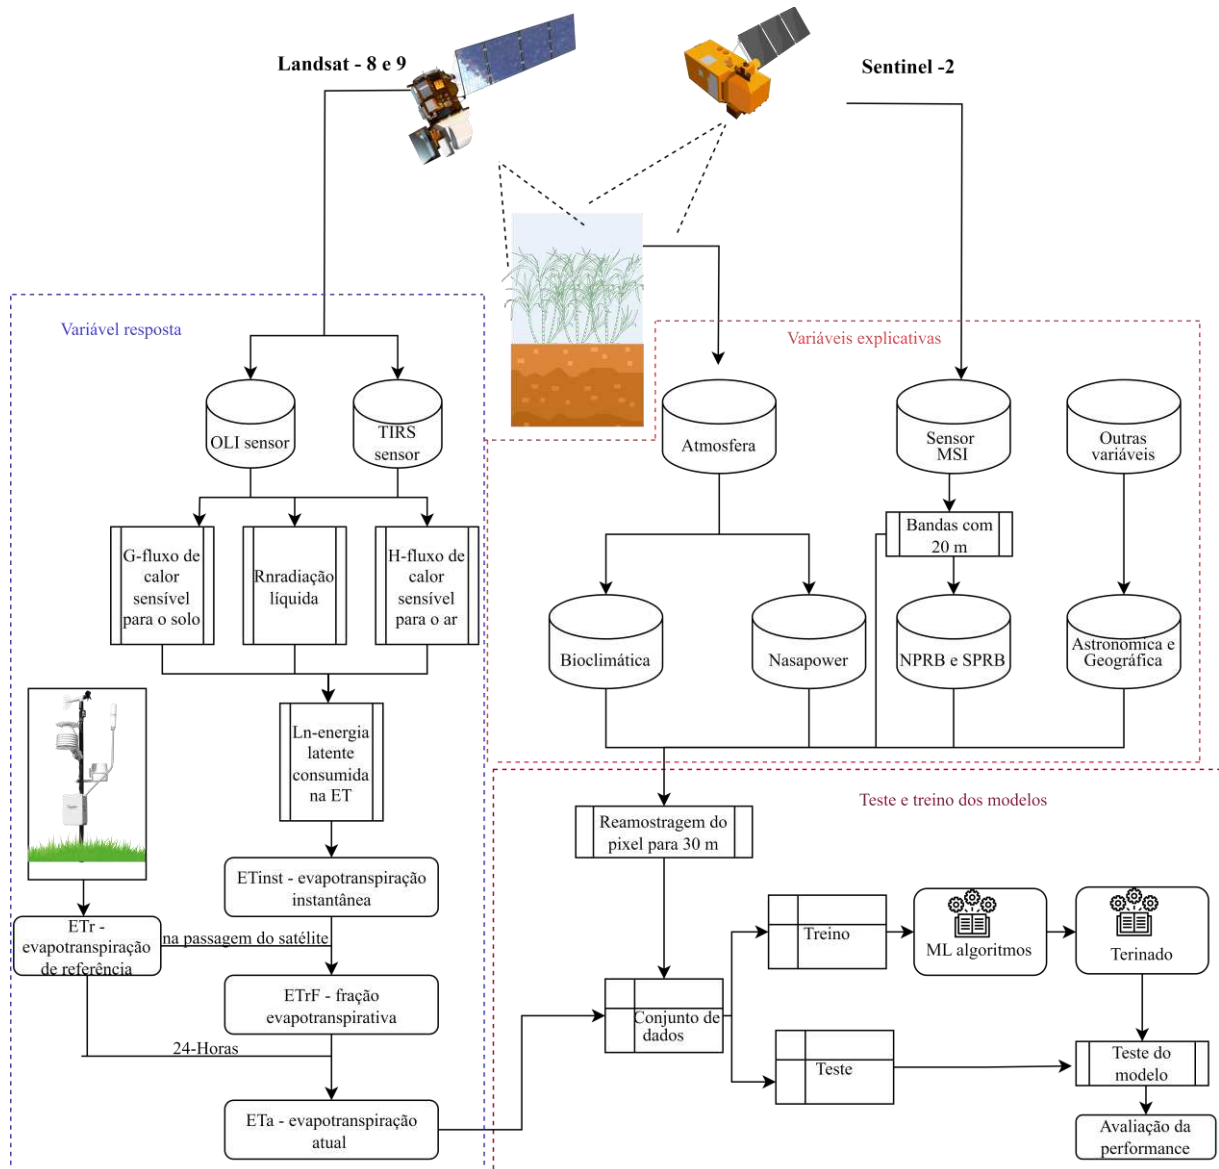 Landsat - 8 e 9
Sentinel -2
Variável resposta
Variáveis explicativas
OLI sensor
TIRS
sensor
Atmosfera
Sensor
MSI
Outras
variáveis
G-fluxo de
calor
sensível
para o solo
Rnradiação
líquida
H-fluxo de
calor
sensível
para o ar
Bandas com
20 m
Bioclimática
Nasapower
NPRB e SPRB
Astronômica e
Geográfica
Ln-energia
latente
consumida
na ET
Teste e treino dos modelos
Reamostragem do
pixel para 30 m
ETinst - evapotranspiração
instantânea
ETr -
evapotranspiração
de referência
na passagem do satélite
Treino
ML algoritmos
Terinado
ETrF - fração
evapotranspirativa
Conjunto de
dados
24-Horas
Teste
Teste do
modelo
ETa - evapotranspiração
atual
Avaliação da
performance